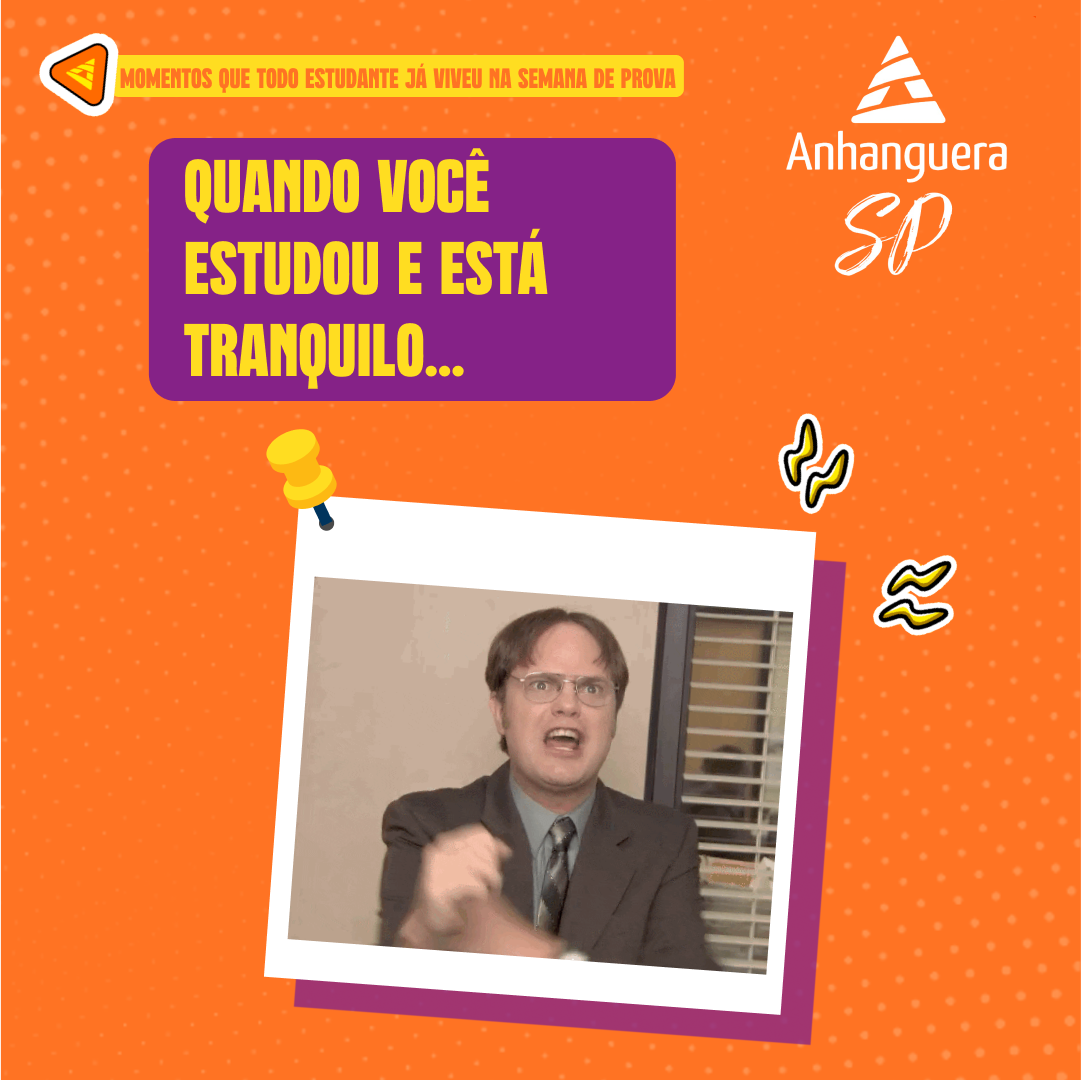 MOMENTOS QUE TODO ESTUDANTE JÁ VIVEU NA SEMANA DE PROVA
Anhanguera
SP
QUANDO VOCÊ
ESTUDOU E ESTÁ
TRANQUILO...